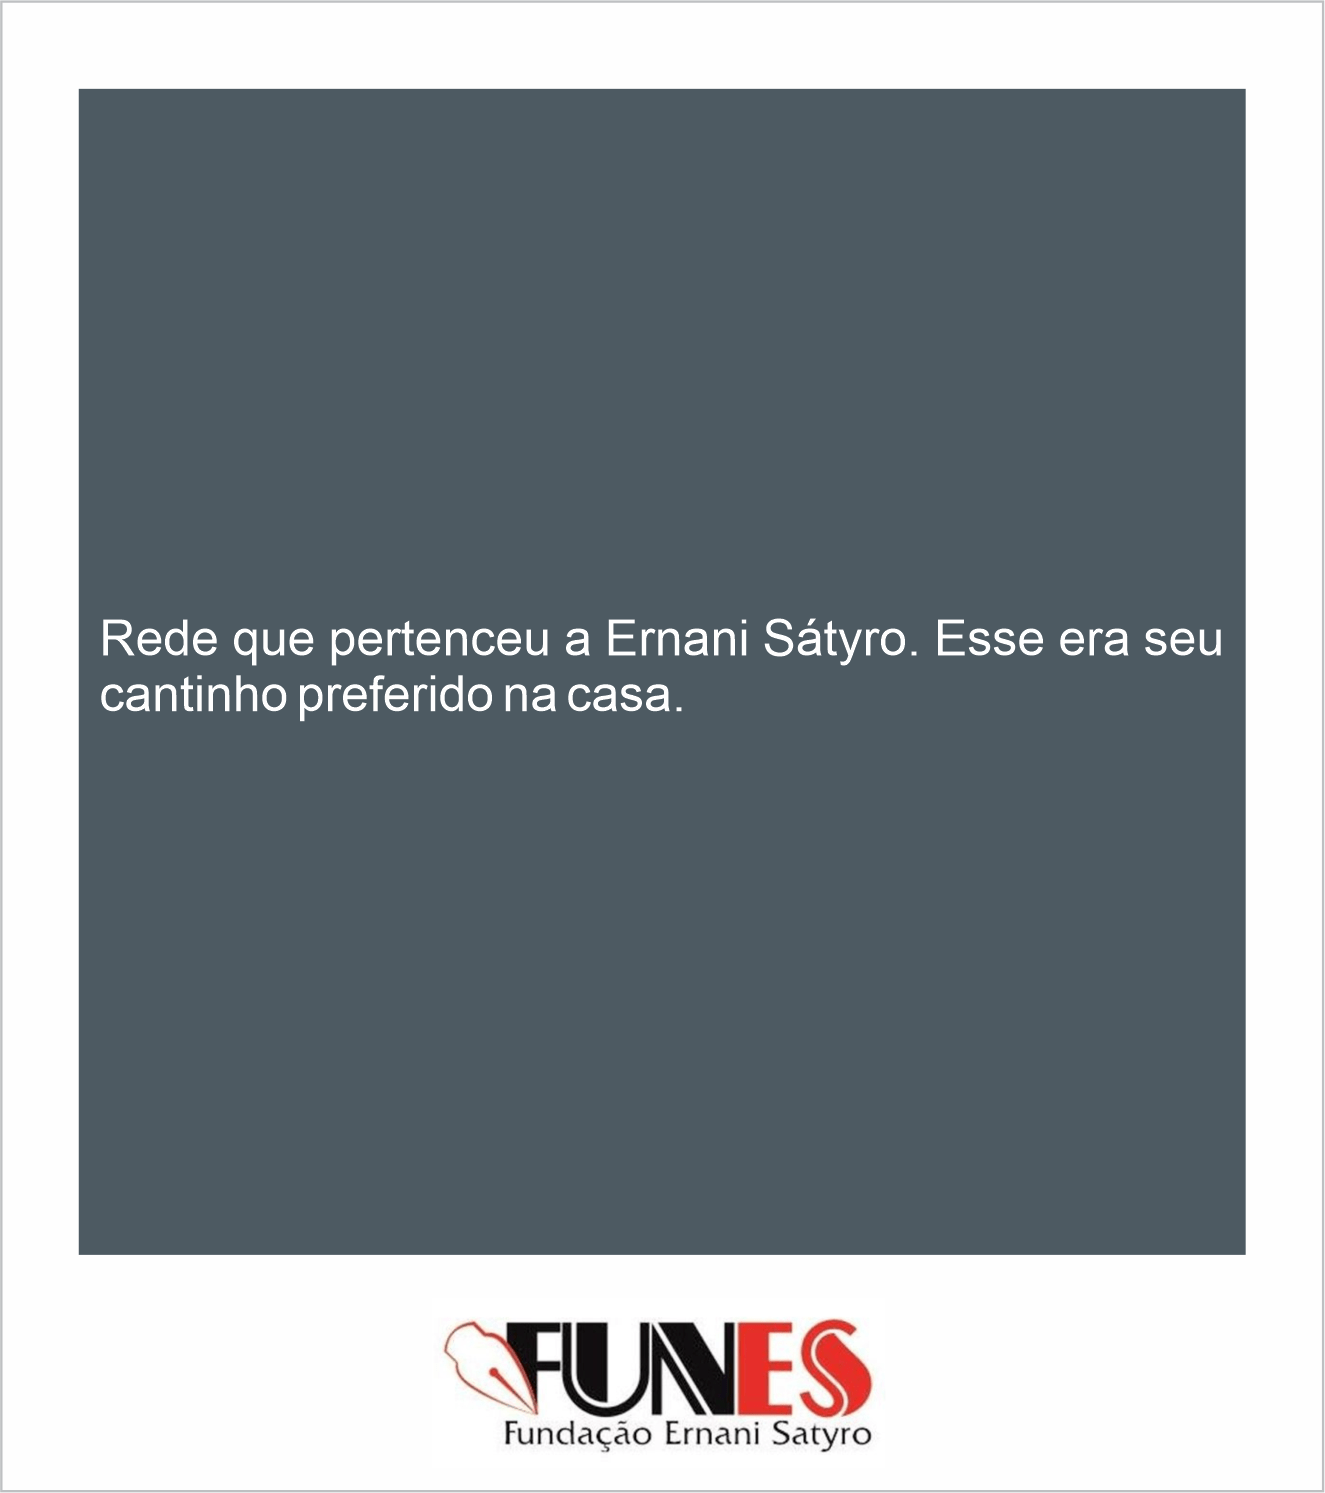 Rede que pertenceu a Ernani Sátyro. Esse era seu
cantinho preferido na casa.
FUNES
Fundação Ernani Satyro